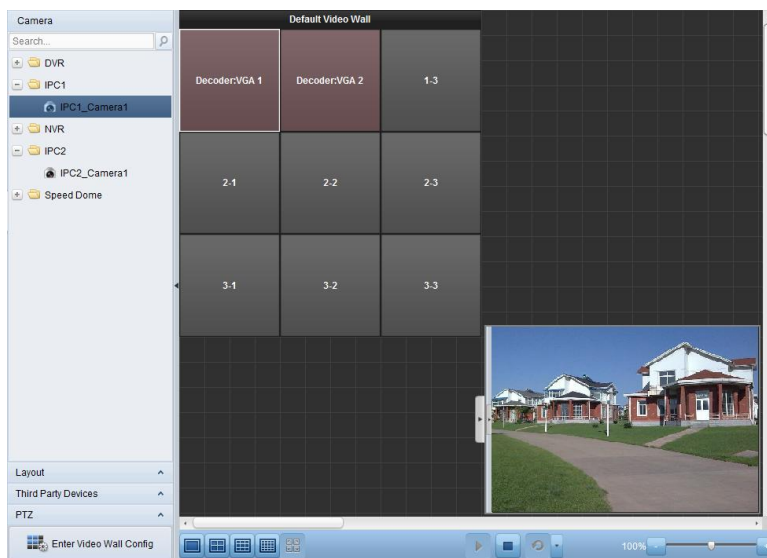 Camera
Search...
DVR
IPC1
IPC1_Camera1
NVR
IPC2
IPC2_Camera1
Speed Dome
Layout
Third Party Devices
PTZ
Enter Video Wall Config
Default Video Wall
Decoder:VGA 1 Decoder:VGA 2 1-3
2-1 2-2 2-3
3-1 3-2 3-3
100%